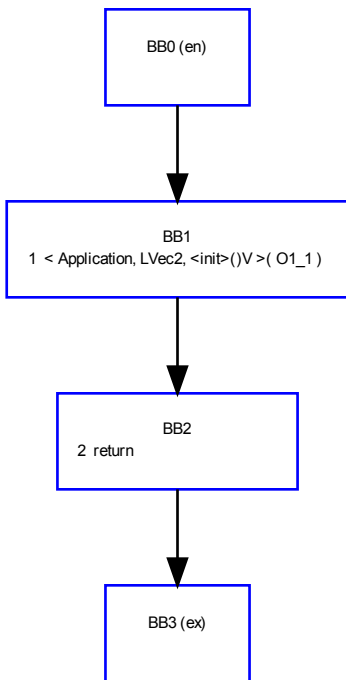 BB0 (en)
BB1
1 < Application, LVec2, <init>()V >( O1_1 )
BB2
2 return
BB3 (ex)